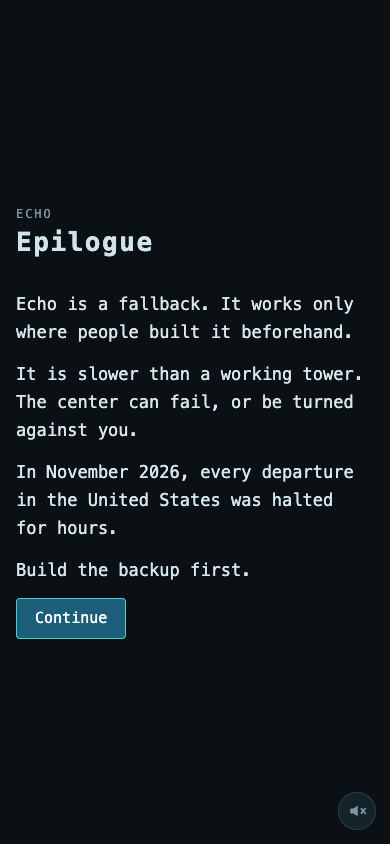 ECHO
Epilogue
Echo is a fallback. It works only
where people built it beforehand.
It is slower than a working tower.
The center can fail, or be turned
against you.
In November 2026, every departure
in the United States was halted
for hours.
Build the backup first.
Continue